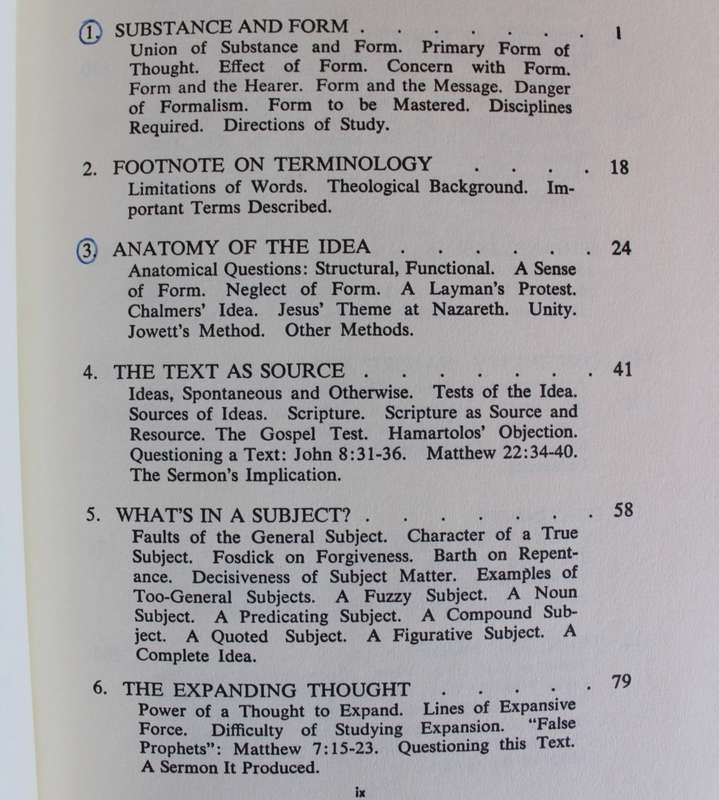 1. SUBSTANCE AND FORM . . . . . . . 1
Union of Substance and Form. Primary Form of
Thought. Effect of Form. Concern with Form.
Form and the Hearer. Form and the Message. Danger
of Formalism. Form to be Mastered. Disciplines
Required. Directions of Study.
2. FOOTNOTE ON TERMINOLOGY . . . . 18
Limitations of Words. Theological Background. Im-
portant Terms Described.
3. ANATOMY OF THE IDEA . . . . . . 24
Anatomical Questions: Structural, Functional. A Sense
of Form. Neglect of Form. A Layman's Protest.
Chalmers' Idea. Jesus' Theme at Nazareth. Unity.
Jowett's Method. Other Methods.
4. THE TEXT AS SOURCE . . . . . . . 41
Ideas, Spontaneous and Otherwise. Tests of the Idea.
Sources of Ideas. Scripture. Scripture as Source and
Resource. The Gospel Test. Hamartolos' Objection.
Questioning a Text: John 8:31-36. Matthew 22:34-40.
The Sermon's Implication.
5. WHAT'S IN A SUBJECT? . . . . . . . 58
Faults of the General Subject. Character of a True
Subject. Fosdick on Forgiveness. Barth on Repent-
ance. Decisiveness of Subject Matter. Examples of
Too-General Subjects. A Fuzzy Subject. A Noun
Subject. A Predicating Subject. A Compound Sub-
ject. A Quoted Subject. A Figurative Subject. A
Complete Idea.
6. THE EXPANDING THOUGHT . . . . . 79
Power of a Thought to Expand. Lines of Expansive
Force. Difficulty of Studying Expansion. "False
Prophets": Matthew 7:15-23. Questioning this Text.
A Sermon It Produced.
ix